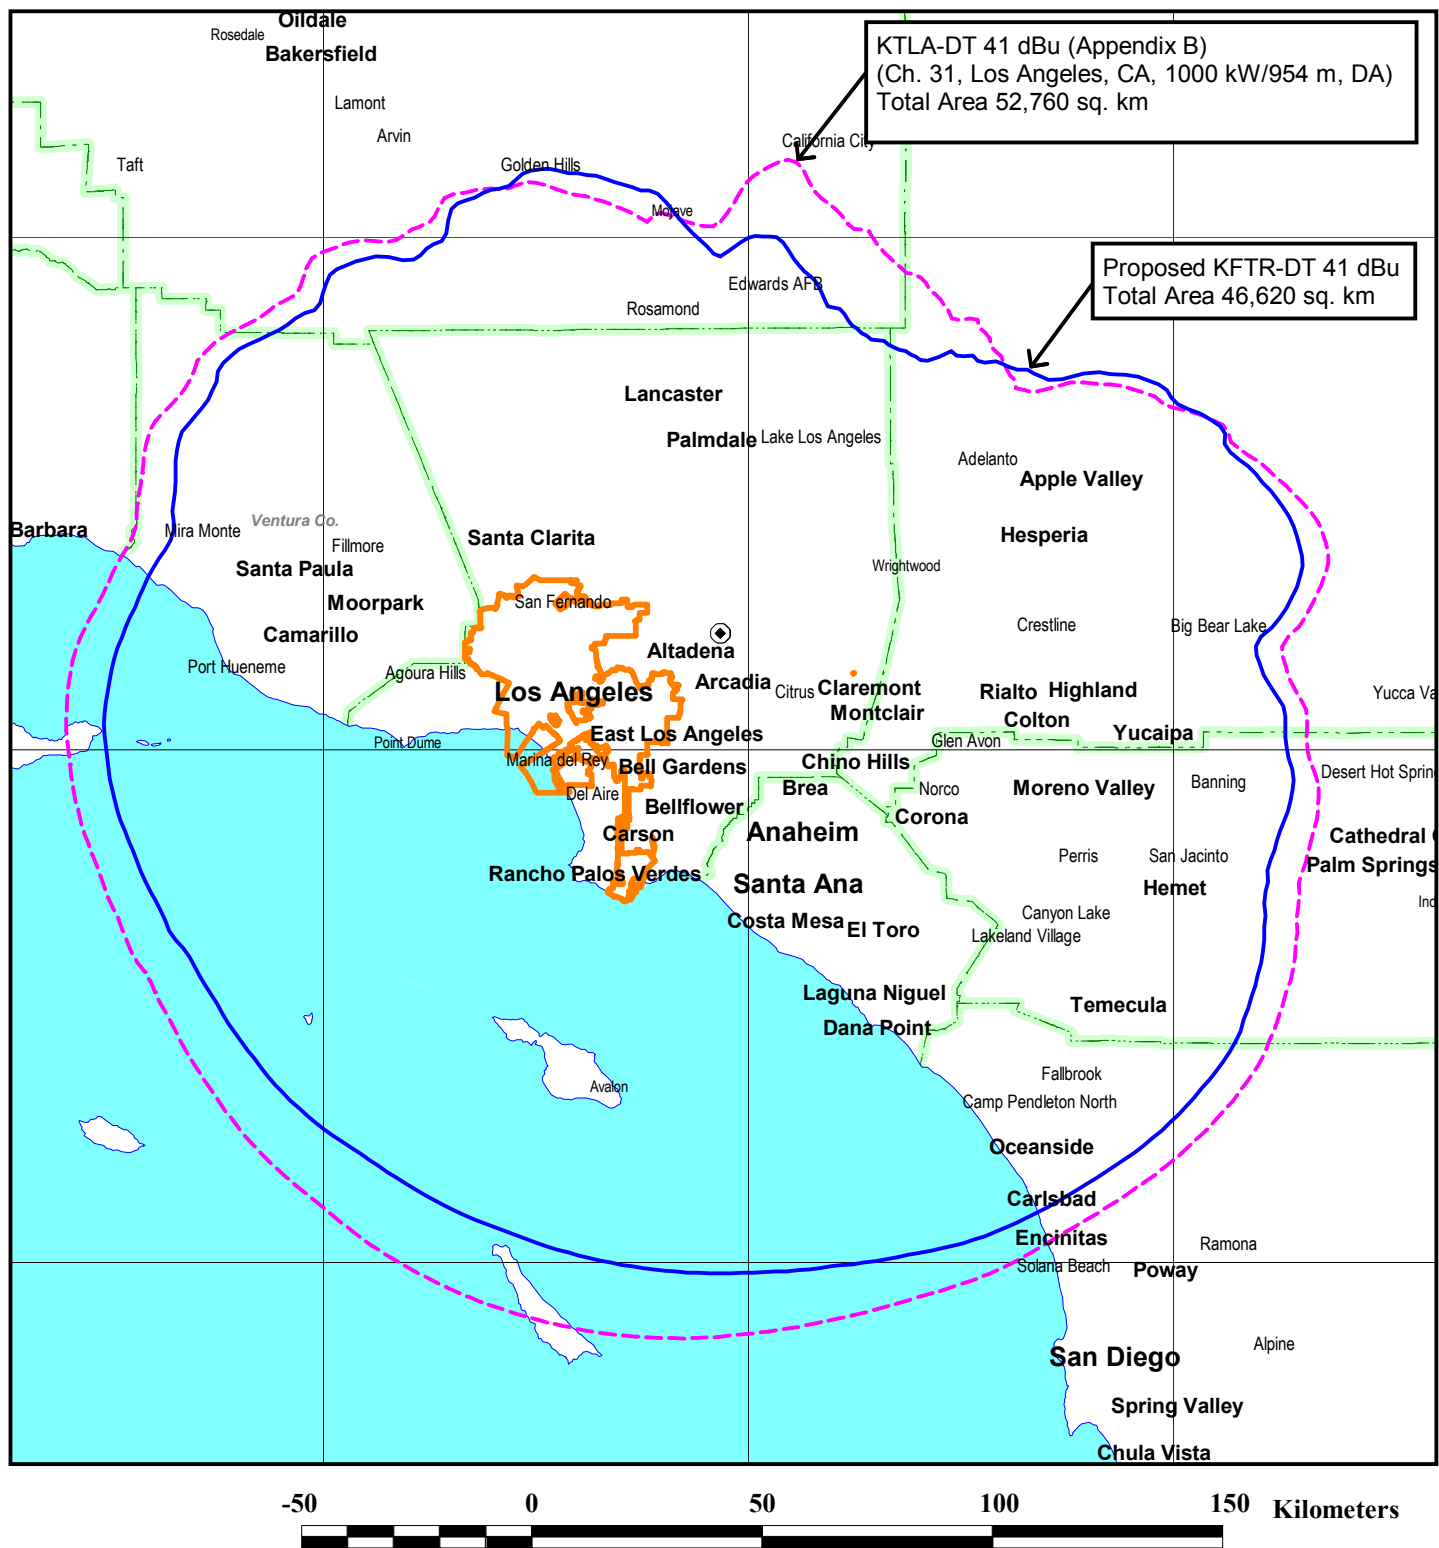 Oildale
Rosedale
Bakersfield
KTLA-DT 41 dBu (Appendix B)
(Ch. 31, Los Angeles, CA, 1000 kW/954 m, DA)
Total Area 52,760 sq. km
Lamont
Arvin
California City
Taft
Golden Hills
Mojave
Proposed KFTR-DT 41 dBu
Total Area 46,620 sq. km
Edwards AFB
Rosamond
Lancaster
Palmdale
Lake Los Angeles
Adelanto
Apple Valley
Barbara
Mira Monte
Ventura Co.
Fillmore
Santa Clarita
Hesperia
Santa Paula
Wrightwood
Moorpark
San Fernando
Camarillo
Crestline
Big Bear Lake
Altadena
Port Hueneme
Agoura Hills
Los Angeles
Arcadia
Citrus
Claremont
Rialto
Highland
Yucca Va
Montclair
Colton
Point Dume
East Los Angeles
Glen Avon
Yucaipa
Marina del Rey
Bell Gardens
Chino Hills
Desert Hot Spring
Del Aire
Brea
Norco
Moreno Valley
Banning
Bellflower
Corona
Carson
Anaheim
Cathedral
Perris
San Jacinto
Palm Springs
Rancho Palos Verdes
Santa Ana
Hemet
Ind
Costa Mesa
El Toro
Canyon Lake
Lakeland Village
Laguna Niguel
Temecula
Dana Point
Avalon
Fallbrook
Camp Pendleton North
Oceanside
Carlsbad
Encinitas
Ramona
Solana Beach
Poway
San Diego
Alpine
Spring Valley
Chula Vista
-50 0 50 100 150 Kilometers